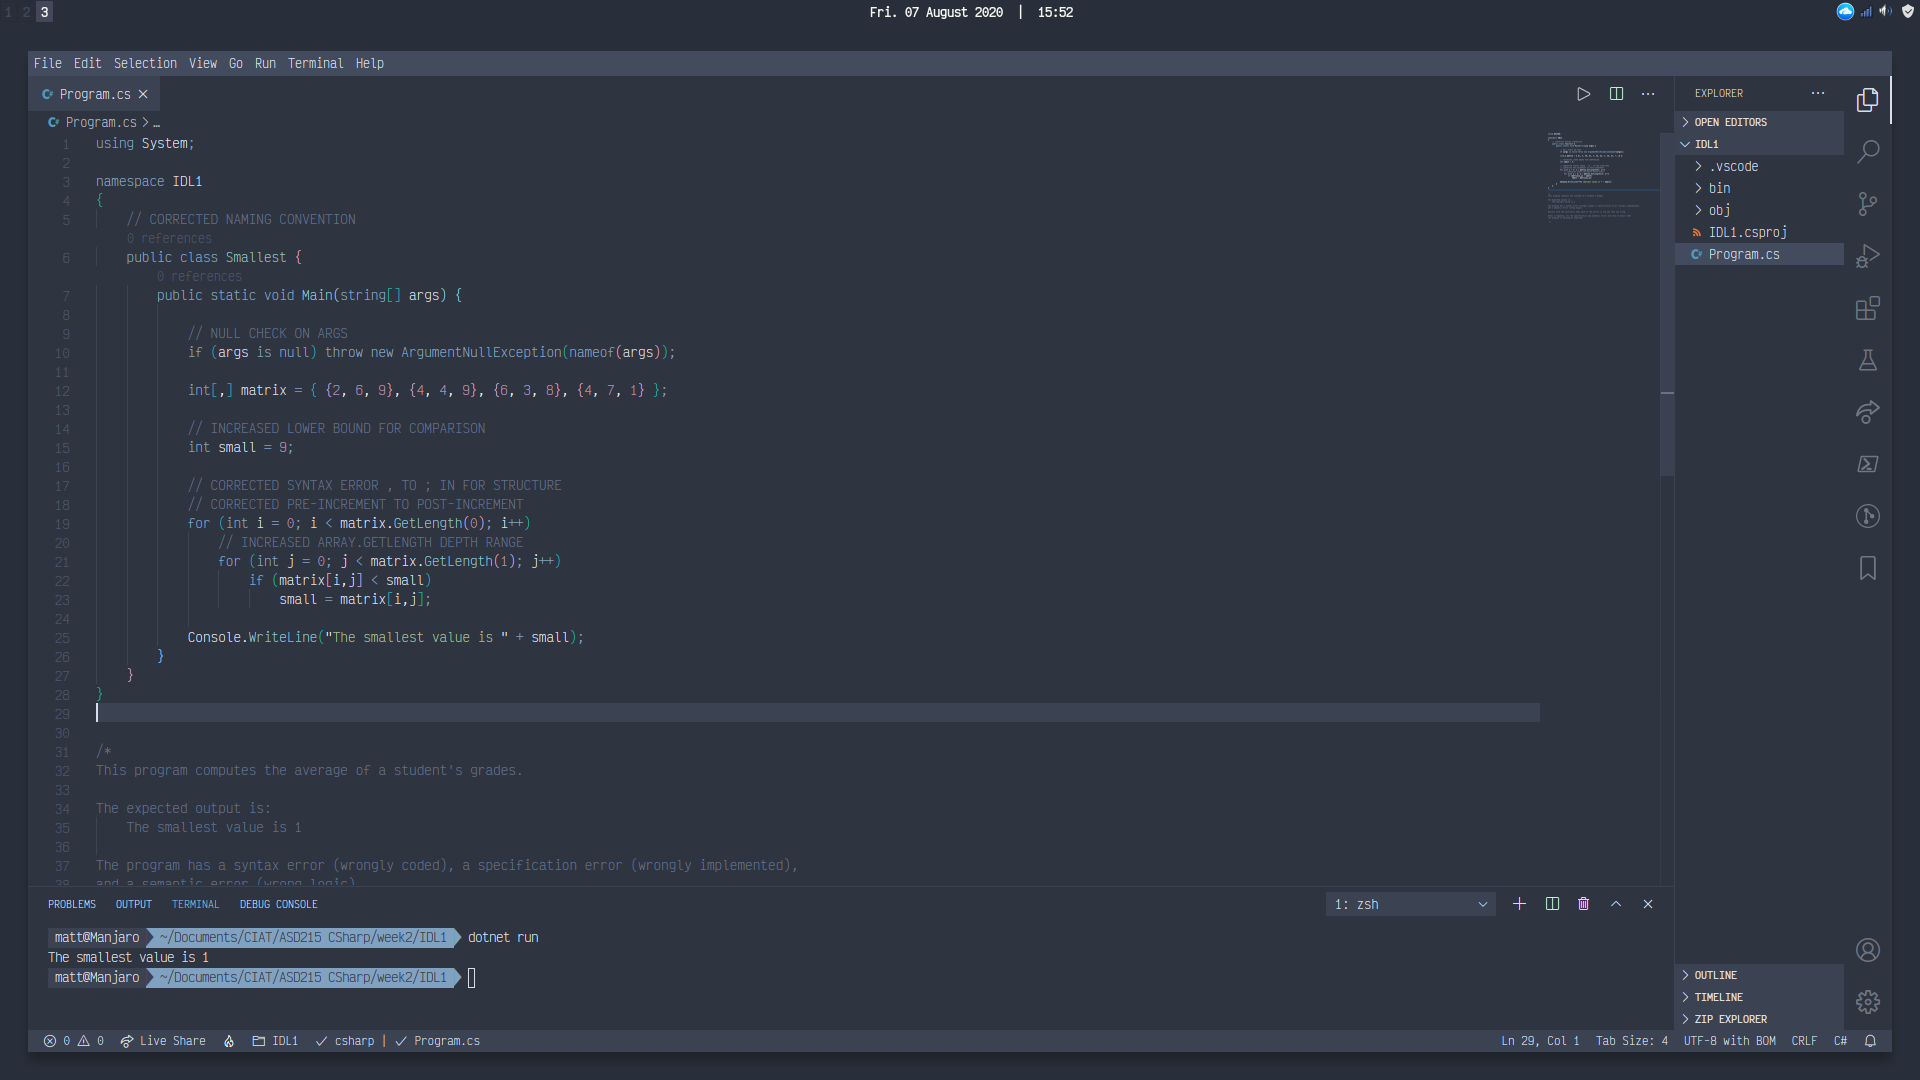 1 2 3
Fri. 07 August 2020 | 15:52
File Edit Selection View Go Run Terminal Help
Program.cs
Program.cs > …
1 using System;
2
3 namespace IDL1
4 {
5 // CORRECTED NAMING CONVENTION
0 references
6 public class Smallest {
0 references
7 public static void Main(string[] args) {
8
9 // NULL CHECK ON ARGS
10 if (args is null) throw new ArgumentNullException(nameof(args));
11
12 int[,] matrix = { {2, 6, 9}, {4, 4, 9}, {6, 3, 8}, {4, 7, 1} };
13
14 // INCREASED LOWER BOUND FOR COMPARISON
15 int small = 9;
16
17 // CORRECTED SYNTAX ERROR , TO ; IN FOR STRUCTURE
18 // CORRECTED PRE-INCREMENT TO POST-INCREMENT
19 for (int i = 0; i < matrix.GetLength(0); i++)
20 // INCREASED ARRAY.GETLENGTH DEPTH RANGE
21 for (int j = 0; j < matrix.GetLength(1); j++)
22 if (matrix[i,j] < small)
23 small = matrix[i,j];
24
25 Console.WriteLine("The smallest value is " + small);
26 }
27 }
28 }
29
30
31 /*
32 This program computes the average of a student's grades.
33
34 The expected output is:
35 The smallest value is 1
36
37 The program has a syntax error (wrongly coded), a specification error (wrongly implemented),
38 and a semantic error (wrong logic)
EXPLORER
OPEN EDITORS
IDL1
.vscode
bin
obj
IDL1.csproj
Program.cs
OUTLINE
TIMELINE
ZIP EXPLORER
PROBLEMS OUTPUT TERMINAL DEBUG CONSOLE
1: zsh
matt@Manjaro ~/Documents/CIAT/ASD215 CSharp/week2/IDL1 dotnet run
The smallest value is 1
matt@Manjaro ~/Documents/CIAT/ASD215 CSharp/week2/IDL1
0 0 Live Share IDL1 csharp | Program.cs
Ln 29, Col 1 Tab Size: 4 UTF-8 with BOM CRLF C#